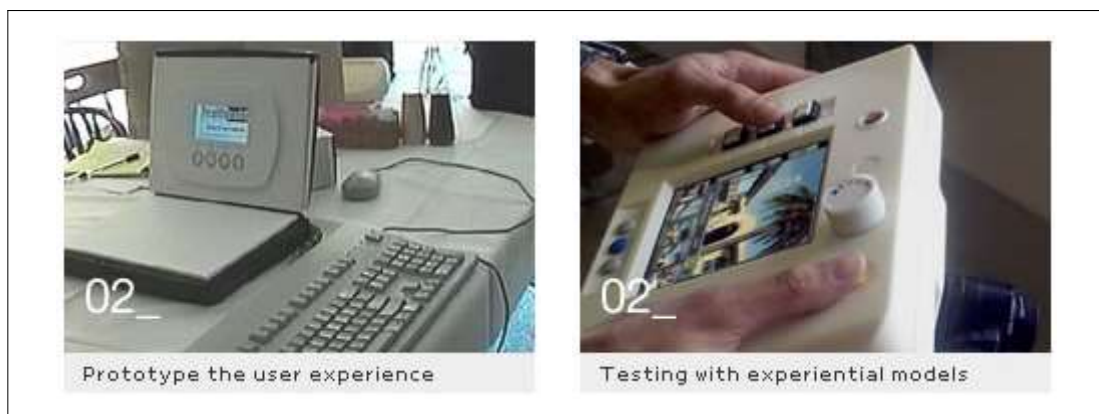 02_
Prototype the user experience
02_
Testing with experiential models